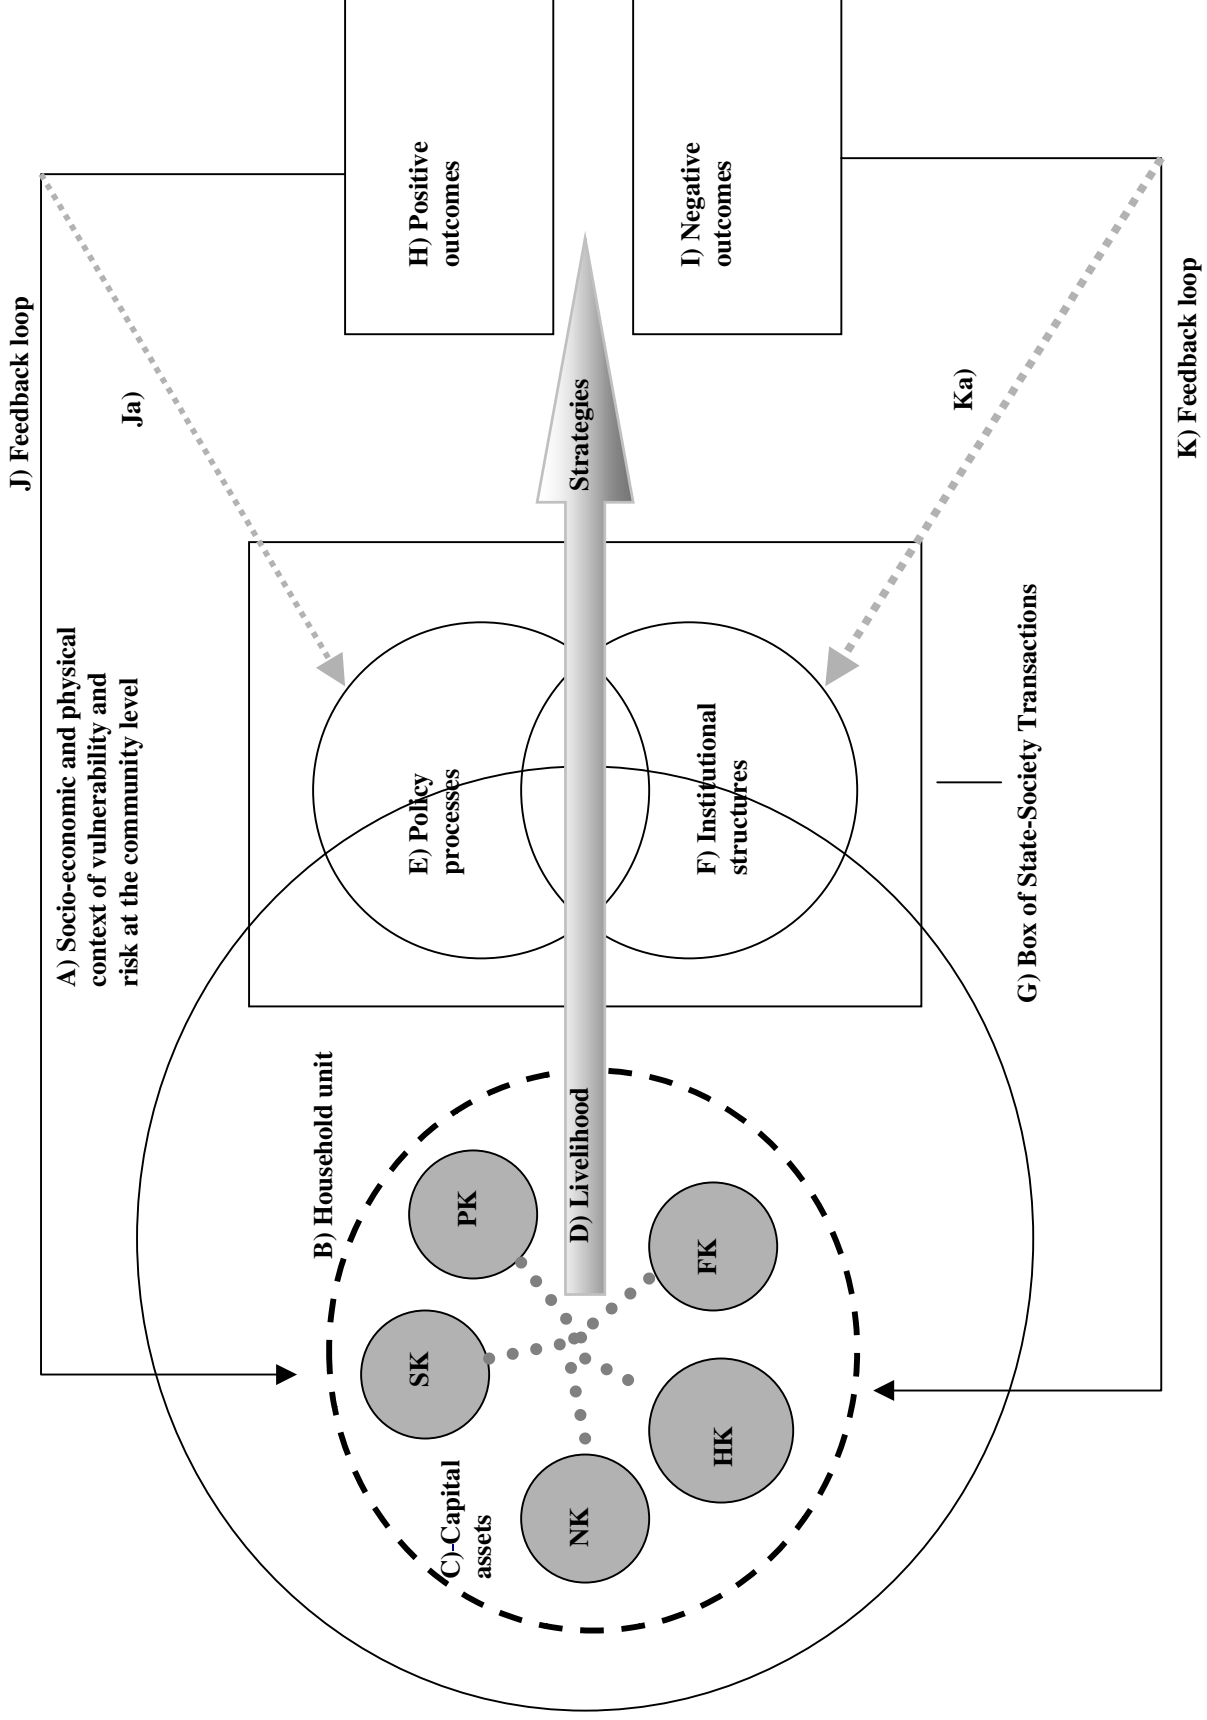 J) Feedback loop
A) Socio-economic and physical
context of vulnerability and
risk at the community level
Ja)
B) Household unit
H) Positive
outcomes
E) Policy
processes
PK
SK
C)-Capital
assets
D) Livelihood
Strategies
NK
I) Negative
outcomes
F) Institutional
structures
FK
HK
Ka)
G) Box of State-Society Transactions
K) Feedback loop